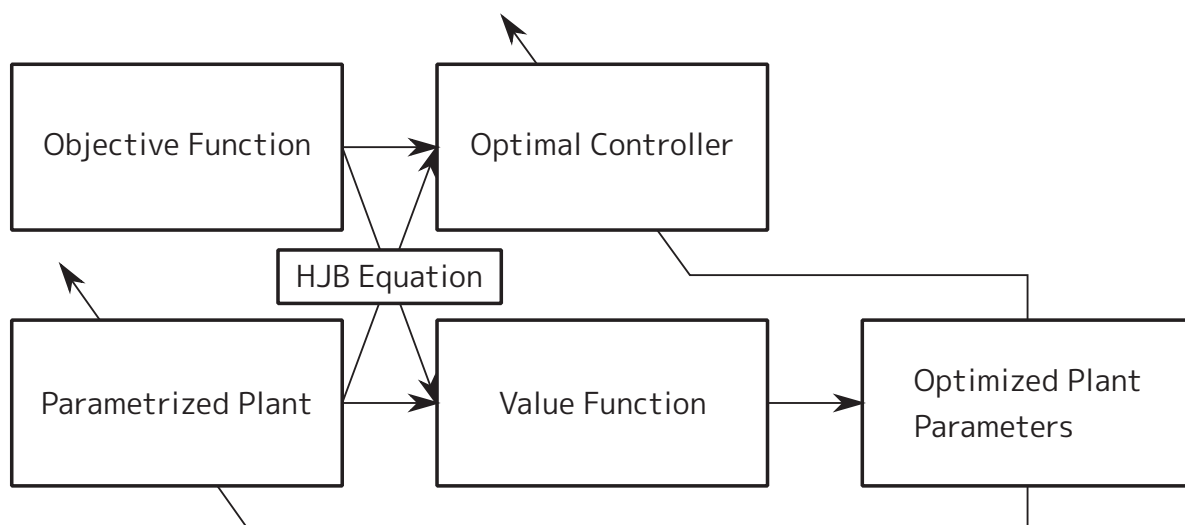 Objective Function
Optimal Controller
HJB Equation
Parametrized Plant
Value Function
Optimized Plant
Parameters